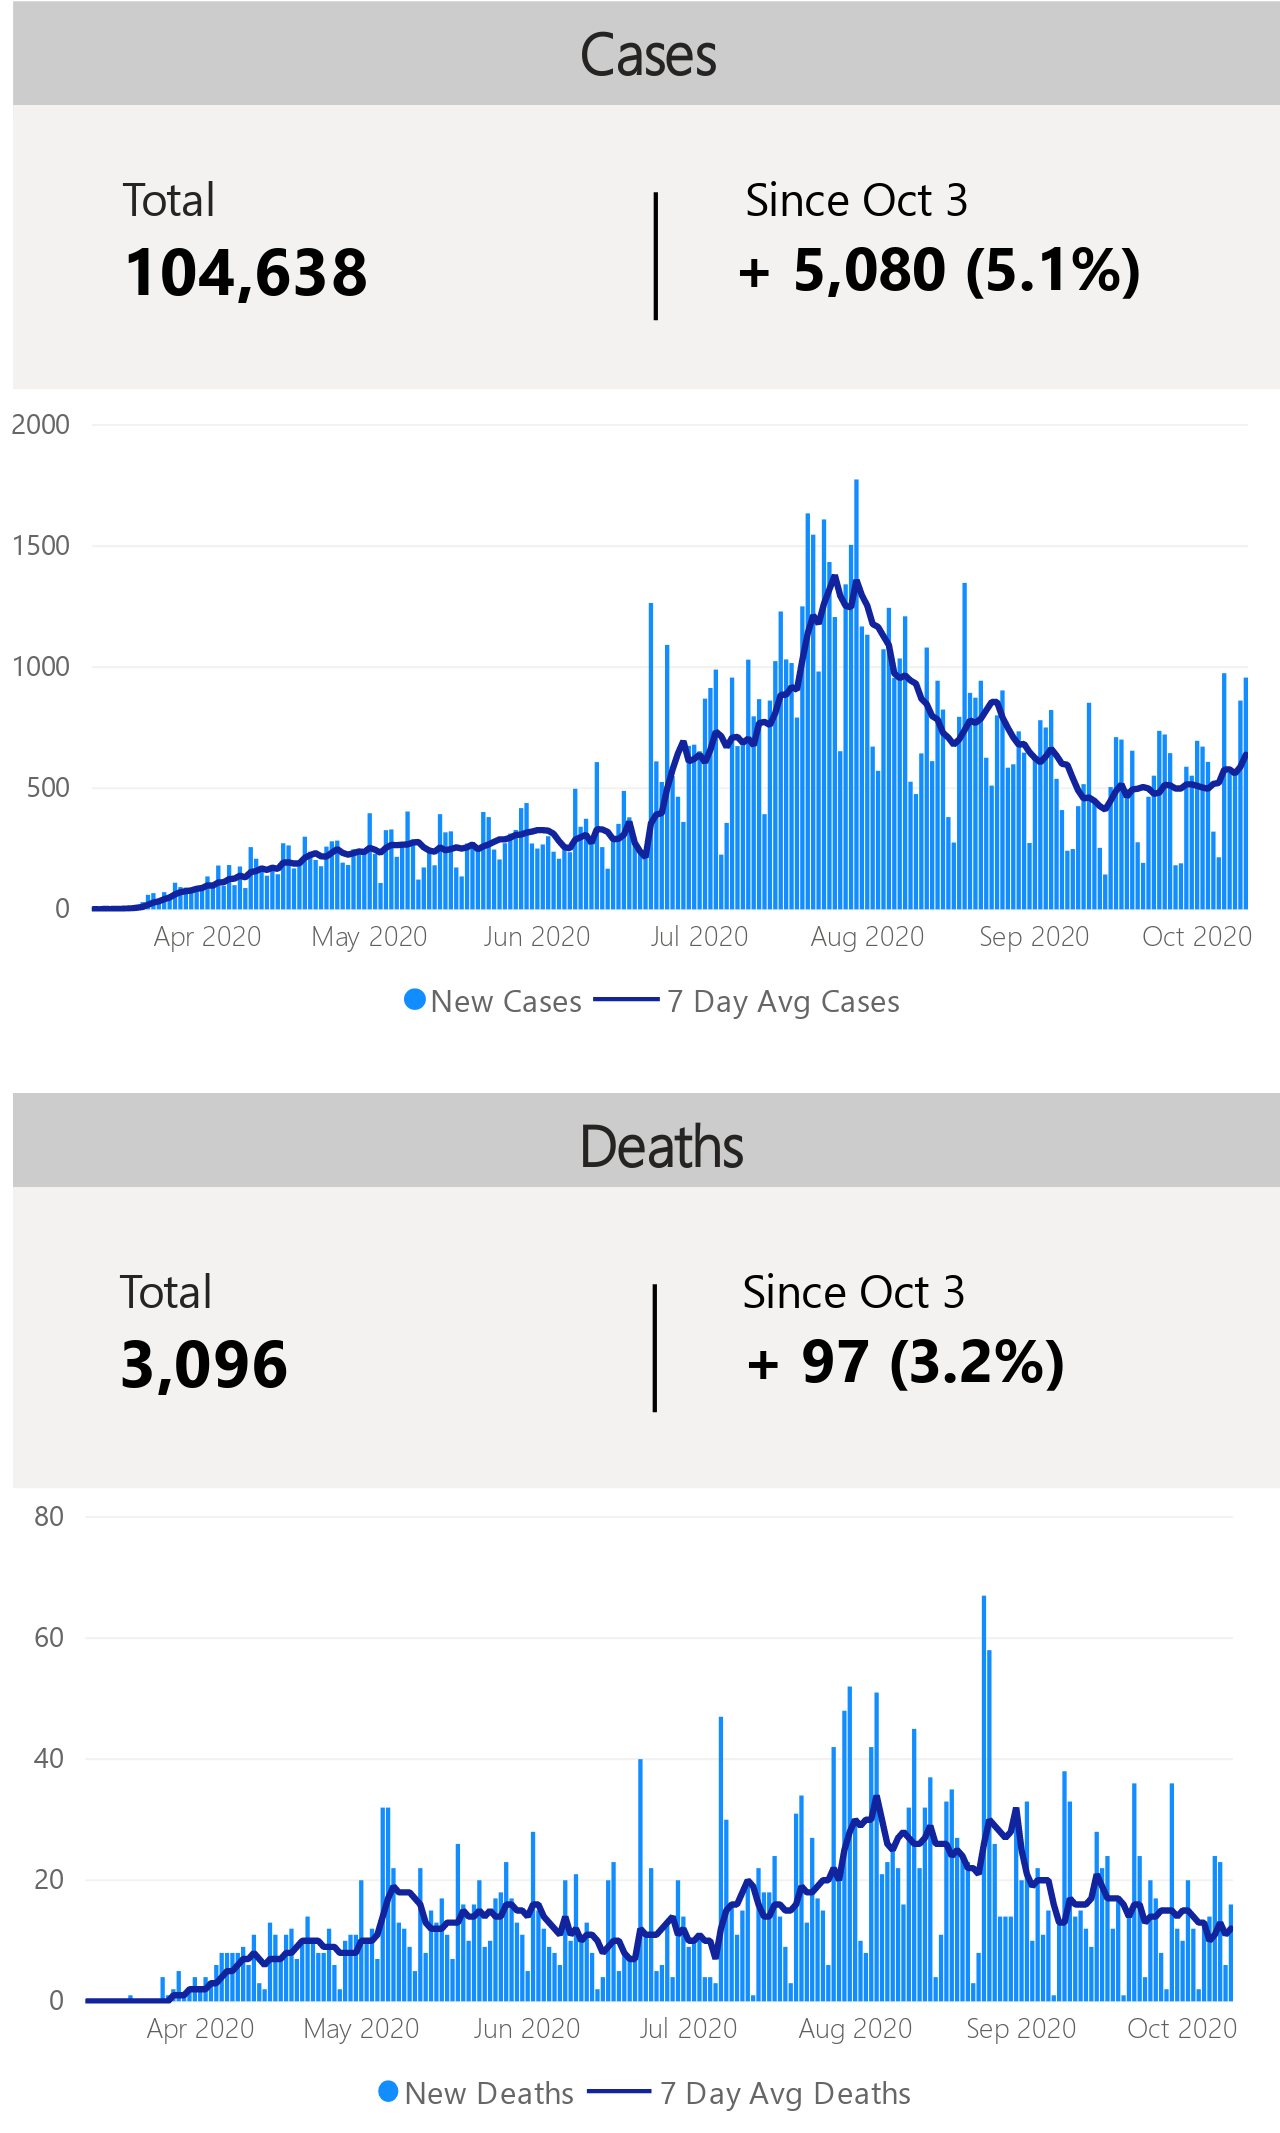 Cases
Total
Since Oct 3
104,638
+ 5,080 (5.1%)
2000
1500
1000
500
0
Apr 2020 May 2020 Jun 2020 Jul 2020 Aug 2020 Sep 2020 Oct 2020
New Cases 7 Day Avg Cases
Deaths
Total
Since Oct 3
3,096
+ 97 (3.2%)
80
60
40
20
0
Apr 2020 May 2020 Jun 2020 Jul 2020 Aug 2020 Sep 2020 Oct 2020
New Deaths 7 Day Avg Deaths